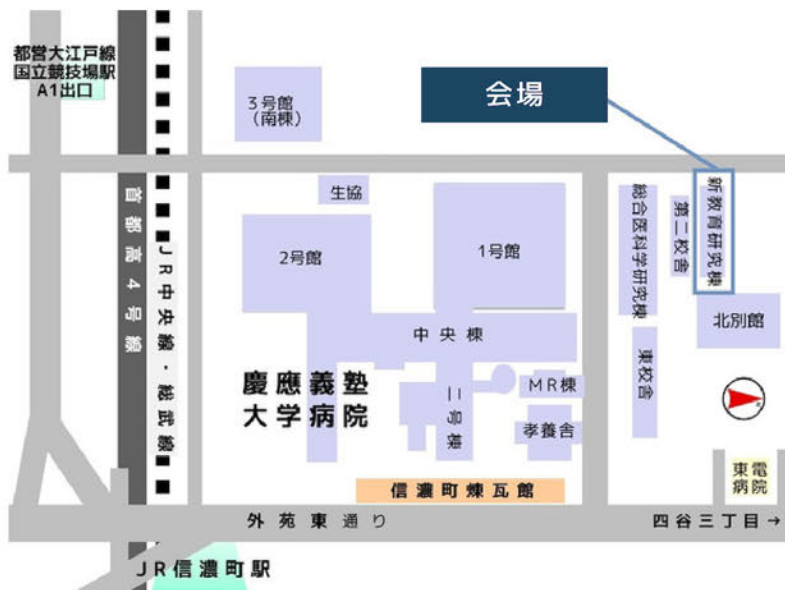 都営大江戸線
国立競技場駅
A1出口
3号館
(南棟)
会場
首都高4号線
JR中央線・総武線
生協
2号館
1号館
総合医科学研究棟
第二校舎
新教育研究棟
中央棟
北別館
慶應義塾
大学病院
二号棟
MR棟
孝養舎
東校舎
信濃町煉瓦館
東電
病院
外苑東通り
四谷三丁目→
JR信濃町駅